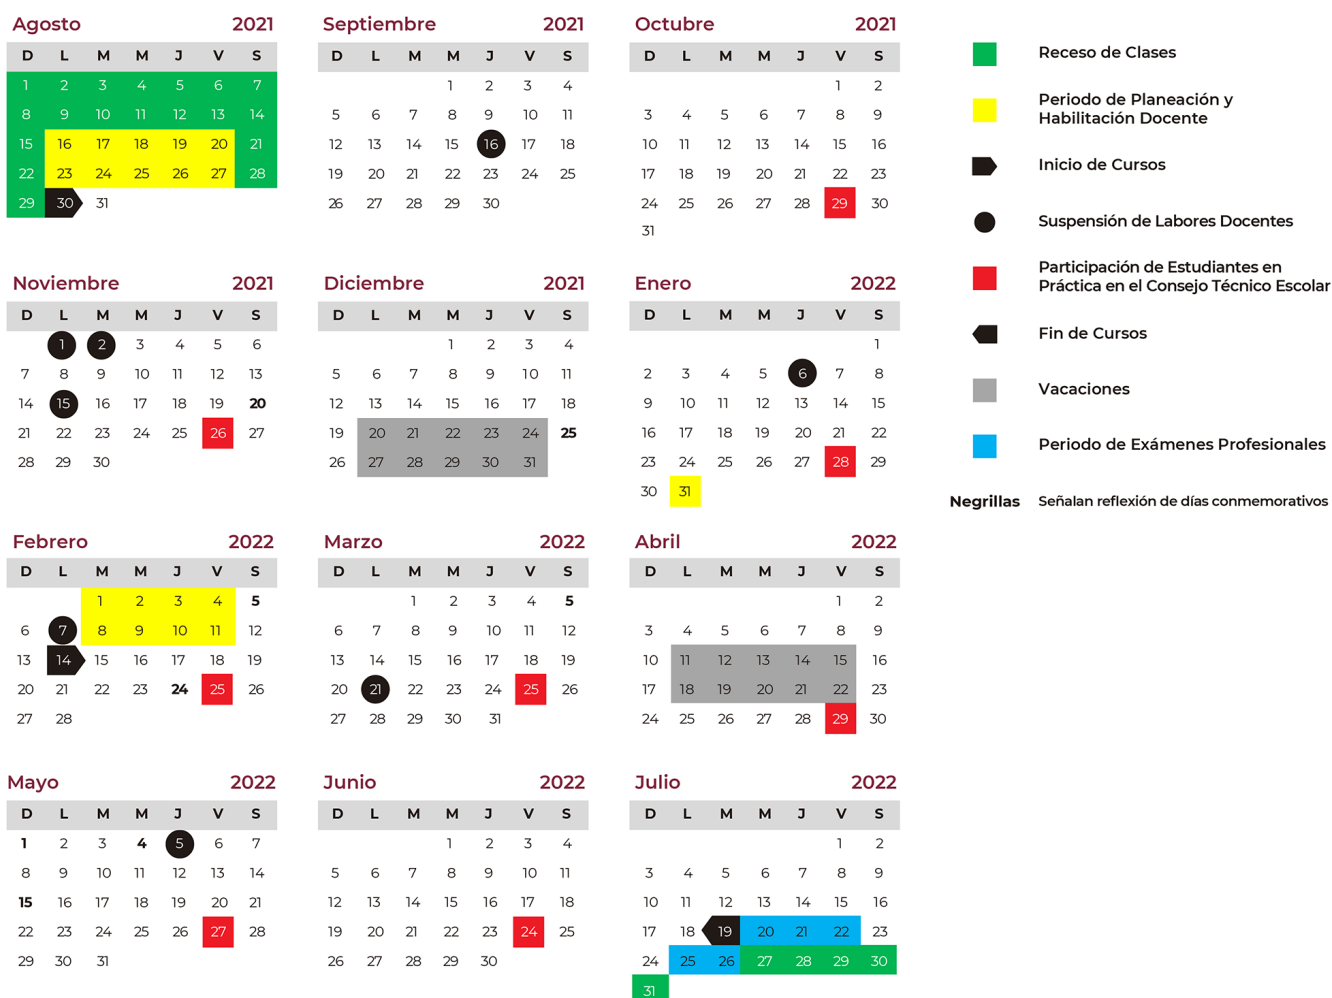 Agosto 2021
D L M M J V S
1 2 3 4 5 6 7
8 9 10 11 12 13 14
15 16 17 18 19 20 21
22 23 24 25 26 27 28
29 30 31
Septiembre 2021
D L M M J V S
1 2 3 4
5 6 7 8 9 10 11
12 13 14 15 16 17 18
19 20 21 22 23 24 25
26 27 28 29 30
Octubre 2021
D L M M J V S
1 2
3 4 5 6 7 8 9
10 11 12 13 14 15 16
17 18 19 20 21 22 23
24 25 26 27 28 29 30
31
Noviembre 2021
D L M M J V S
1 2 3 4 5 6
7 8 9 10 11 12 13
14 15 16 17 18 19 20
21 22 23 24 25 26 27
28 29 30
Diciembre 2021
D L M M J V S
1 2 3 4
5 6 7 8 9 10 11
12 13 14 15 16 17 18
19 20 21 22 23 24 25
26 27 28 29 30 31
Enero 2022
D L M M J V S
1
2 3 4 5 6 7 8
9 10 11 12 13 14 15
16 17 18 19 20 21 22
23 24 25 26 27 28 29
30 31
Febrero 2022
D L M M J V S
1 2 3 4 5
6 7 8 9 10 11 12
13 14 15 16 17 18 19
20 21 22 23 24 25 26
27 28
Marzo 2022
D L M M J V S
1 2 3 4 5
6 7 8 9 10 11 12
13 14 15 16 17 18 19
20 21 22 23 24 25 26
27 28 29 30 31
Abril 2022
D L M M J V S
1 2
3 4 5 6 7 8 9
10 11 12 13 14 15 16
17 18 19 20 21 22 23
24 25 26 27 28 29 30
Mayo 2022
D L M M J V S
1 2 3 4 5 6 7
8 9 10 11 12 13 14
15 16 17 18 19 20 21
22 23 24 25 26 27 28
29 30 31
Junio 2022
D L M M J V S
1 2 3 4
5 6 7 8 9 10 11
12 13 14 15 16 17 18
19 20 21 22 23 24 25
26 27 28 29 30
Julio 2022
D L M M J V S
1 2
3 4 5 6 7 8 9
10 11 12 13 14 15 16
17 18 19 20 21 22 23
24 25 26 27 28 29 30
31
Receso de Clases
Periodo de Planeación y
Habilitación Docente
Inicio de Cursos
Suspensión de Labores Docentes
Participación de Estudiantes en
Práctica en el Consejo Técnico Escolar
Fin de Cursos
Vacaciones
Periodo de Exámenes Profesionales
Negrillas Señalan reflexión de días conmemorativos